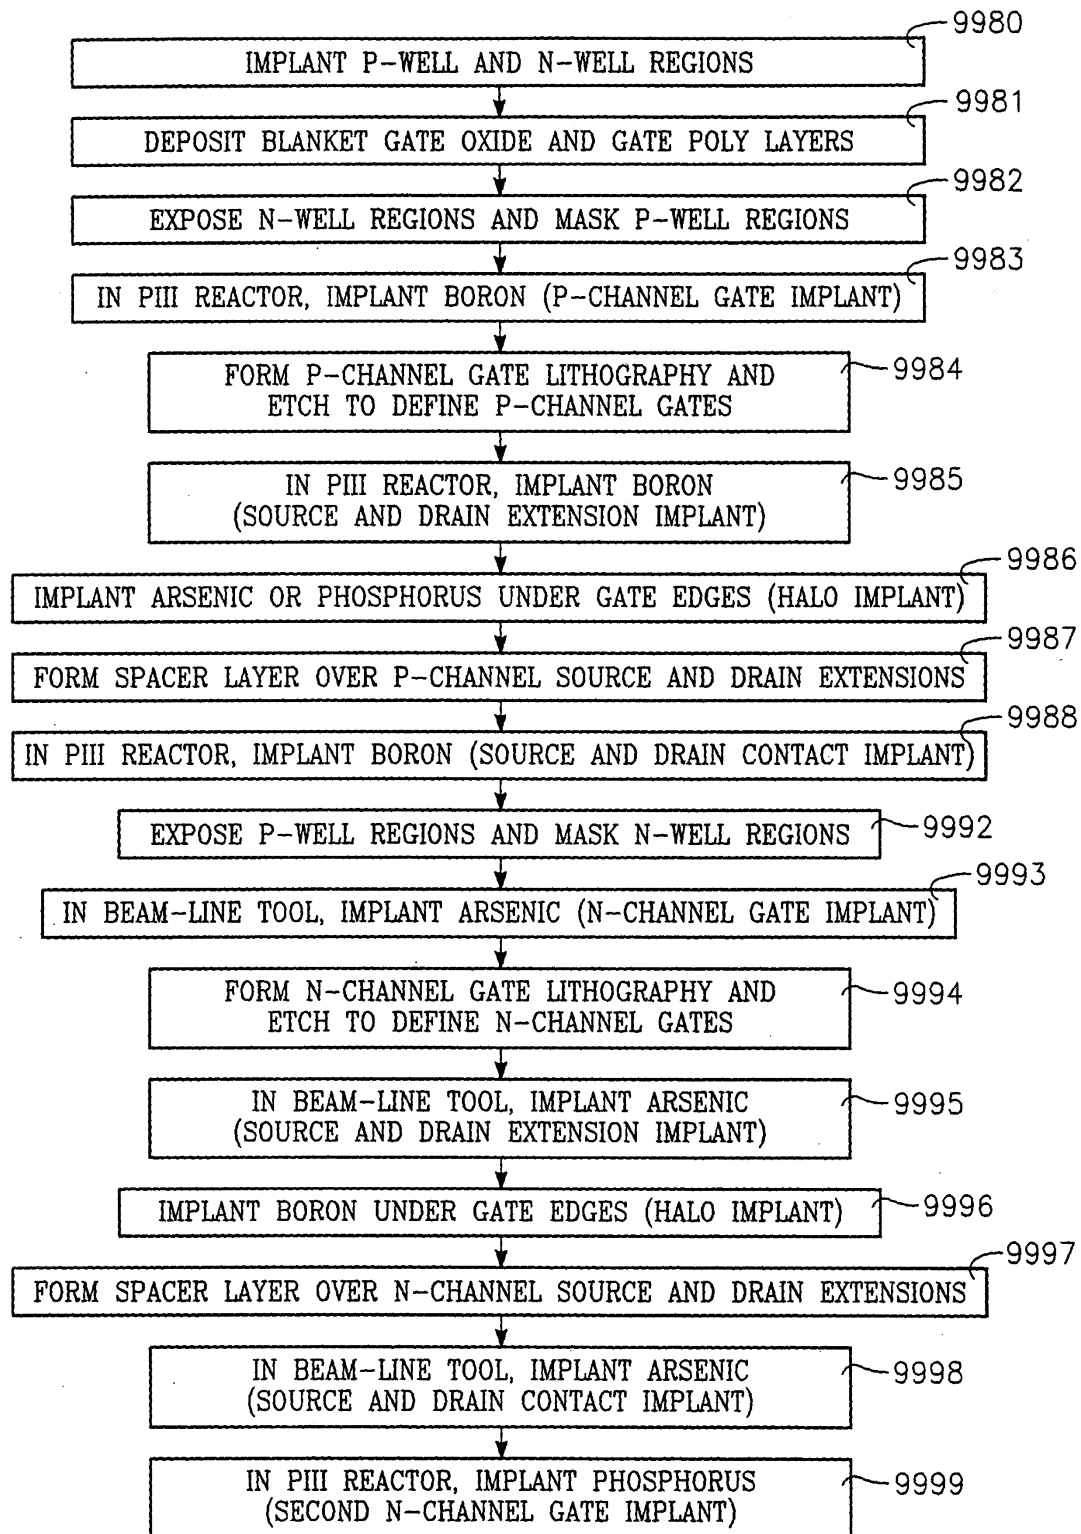 9980
IMPLANT P-WELL AND N-WELL REGIONS
9981
DEPOSIT BLANKET GATE OXIDE AND GATE POLY LAYERS
9982
EXPOSE N-WELL REGIONS AND MASK P-WELL REGIONS
9983
IN PIII REACTOR, IMPLANT BORON (P-CHANNEL GATE IMPLANT)
FORM P-CHANNEL GATE LITHOGRAPHY AND
ETCH TO DEFINE P-CHANNEL GATES
9984
IN PIII REACTOR, IMPLANT BORON
(SOURCE AND DRAIN EXTENSION IMPLANT)
9985
9986
IMPLANT ARSENIC OR PHOSPHORUS UNDER GATE EDGES (HALO IMPLANT)
9987
FORM SPACER LAYER OVER P-CHANNEL SOURCE AND DRAIN EXTENSIONS
9988
IN PIII REACTOR, IMPLANT BORON (SOURCE AND DRAIN CONTACT IMPLANT)
EXPOSE P-WELL REGIONS AND MASK N-WELL REGIONS
9992
9993
IN BEAM-LINE TOOL, IMPLANT ARSENIC (N-CHANNEL GATE IMPLANT)
FORM N-CHANNEL GATE LITHOGRAPHY AND
ETCH TO DEFINE N-CHANNEL GATES
9994
IN BEAM-LINE TOOL, IMPLANT ARSENIC
(SOURCE AND DRAIN EXTENSION IMPLANT)
9995
IMPLANT BORON UNDER GATE EDGES (HALO IMPLANT)
9996
9997
FORM SPACER LAYER OVER N-CHANNEL SOURCE AND DRAIN EXTENSIONS
IN BEAM-LINE TOOL, IMPLANT ARSENIC
(SOURCE AND DRAIN CONTACT IMPLANT)
9998
IN PIII REACTOR, IMPLANT PHOSPHORUS
(SECOND N-CHANNEL GATE IMPLANT)
9999